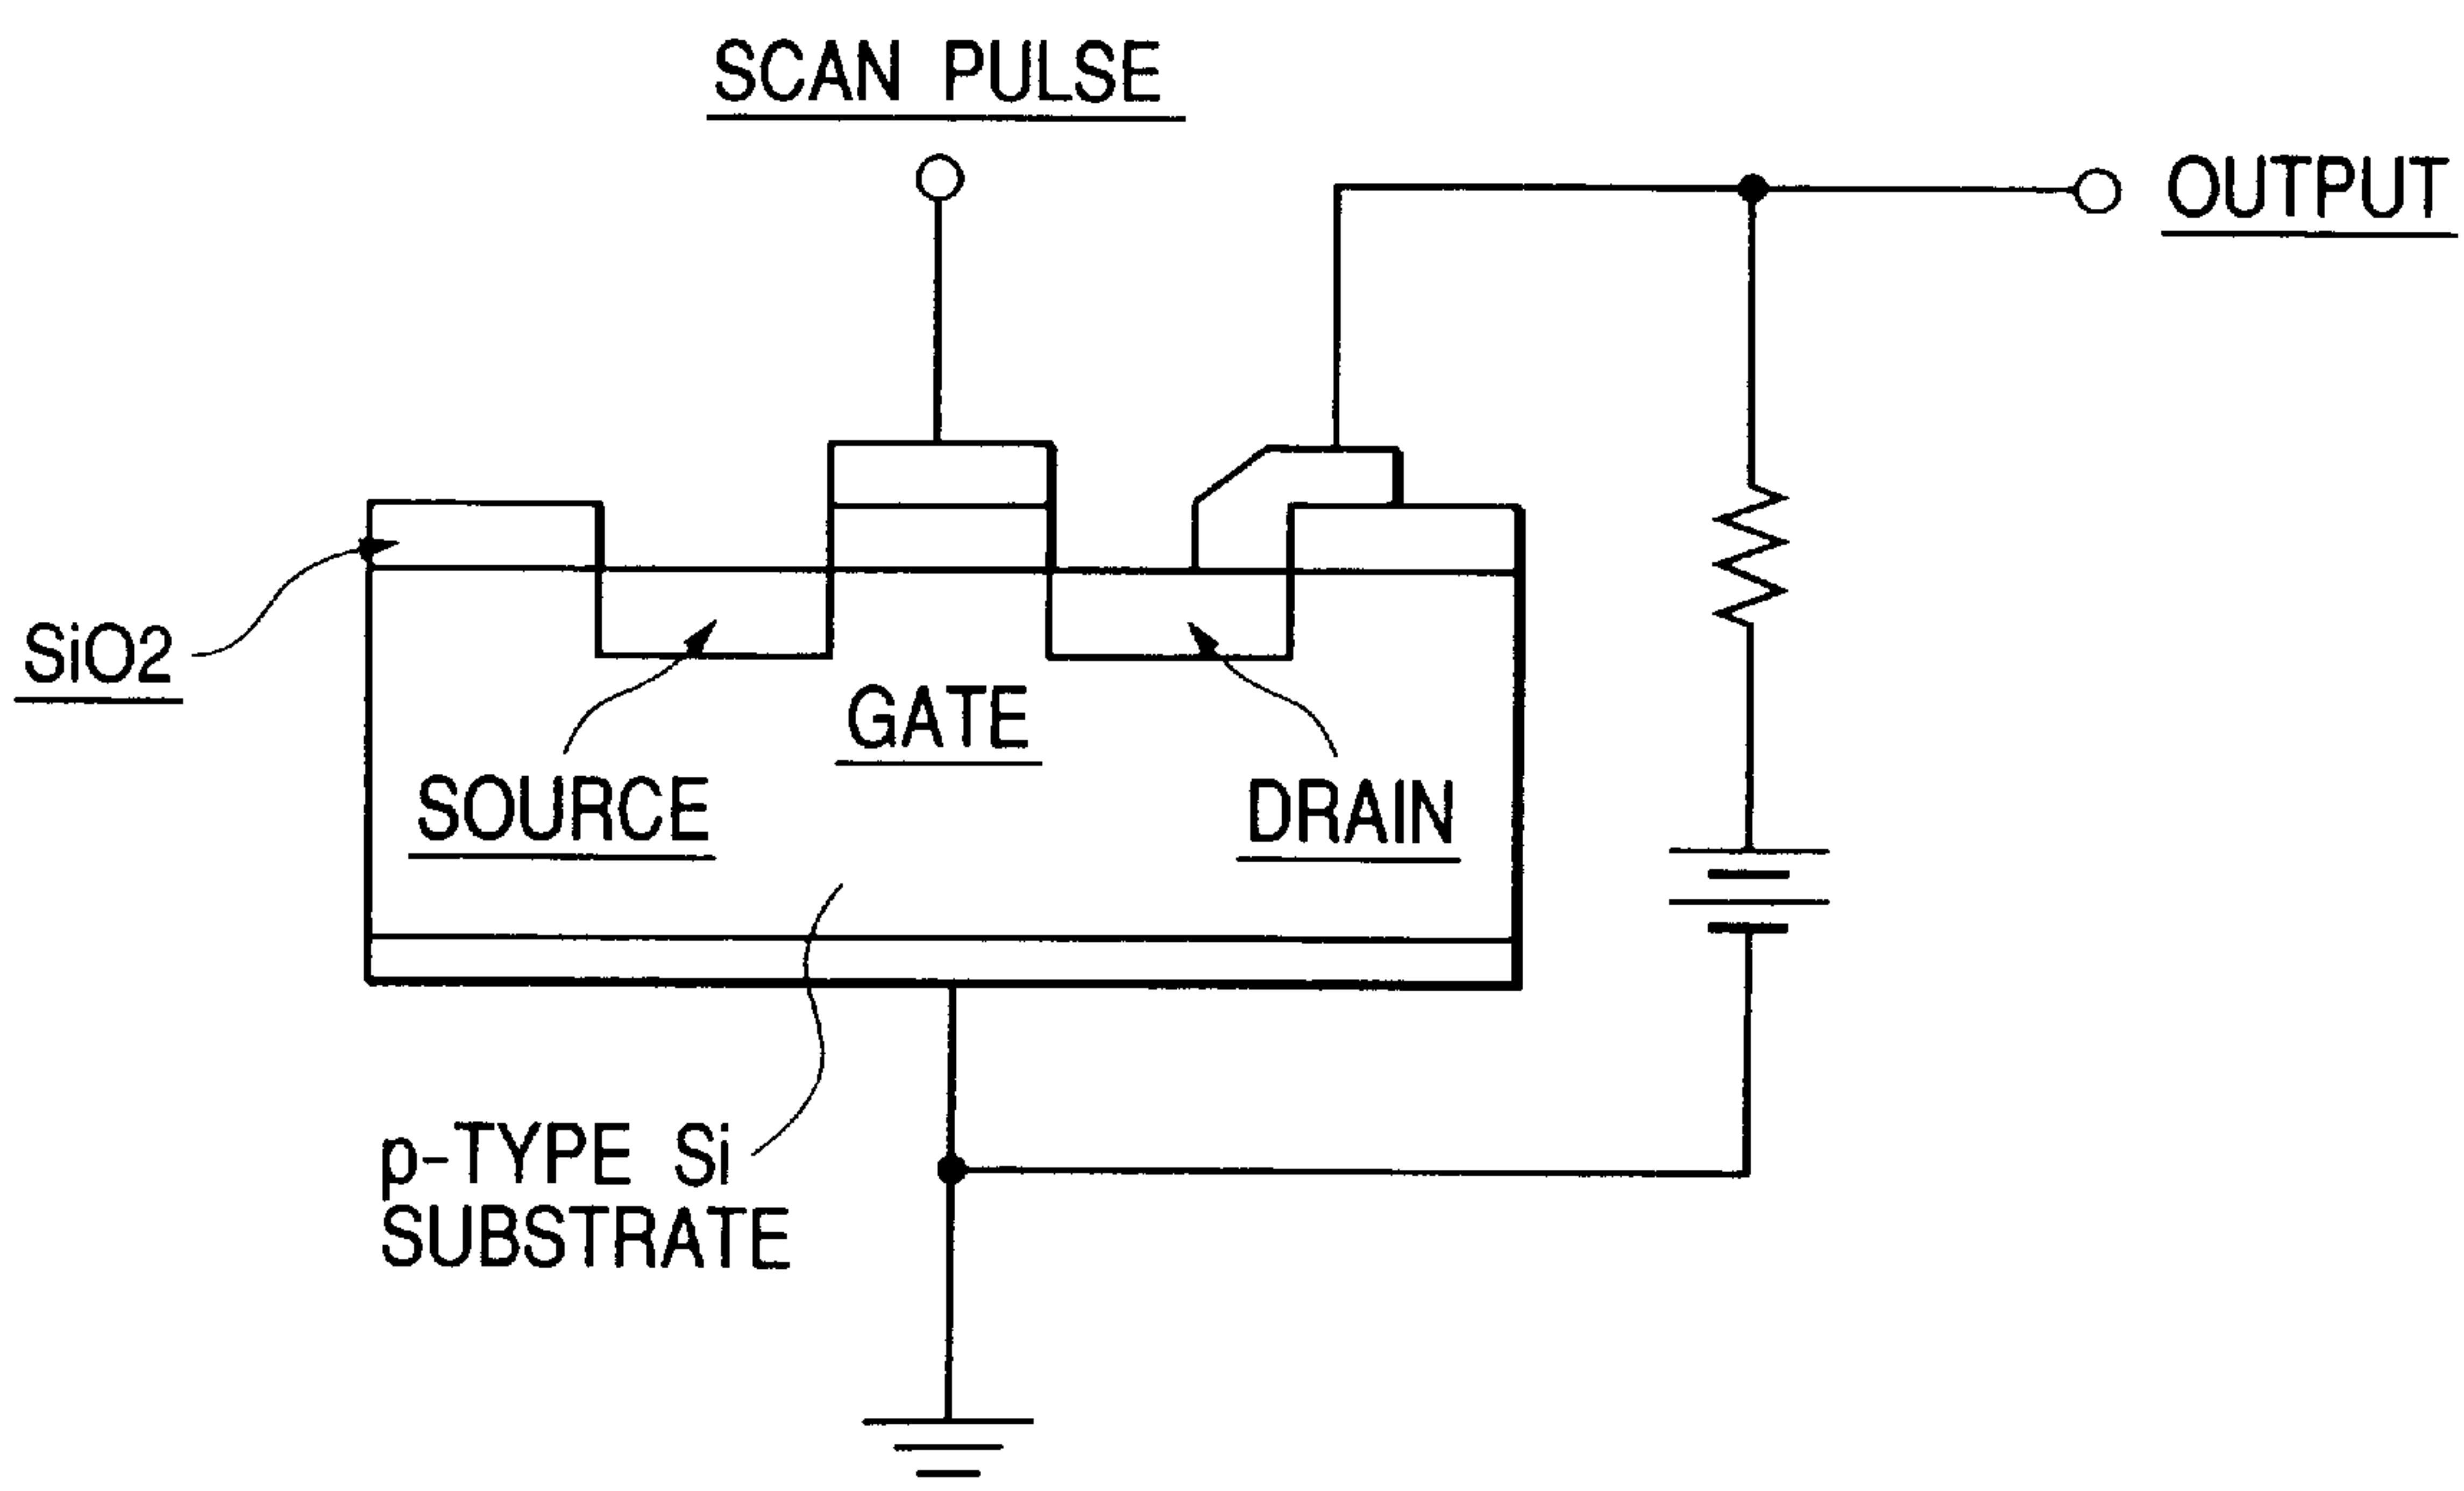 SCAN PULSE
OUTPUT
SiO2
GATE
SOURCE
DRAIN
p-TYPE Si
SUBSTRATE